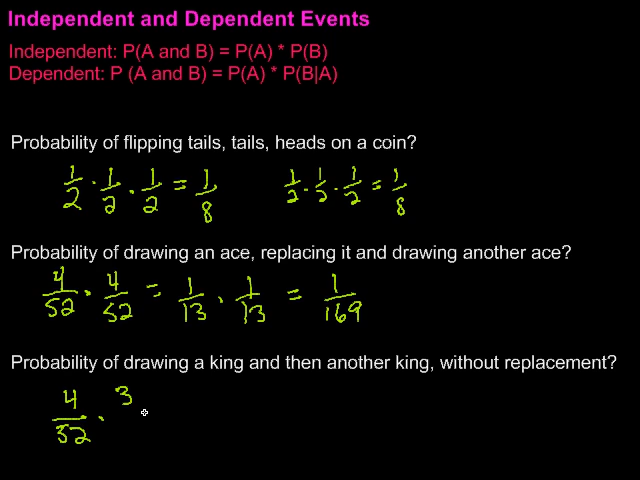 Independent and Dependent Events
Independent: P(A and B) = P(A) * P(B)
Dependent: P (A and B) = P(A) * P(B|A)
Probability of flipping tails, tails, heads on a coin?
1/2 · 1/2 · 1/2 = 1/8 1/2 · 1/2 · 1/2 = 1/8
Probability of drawing an ace, replacing it and drawing another ace?
4/52 · 4/52 = 1/13 · 1/13 = 1/169
Probability of drawing a king and then another king, without replacement?
4/52 · 3